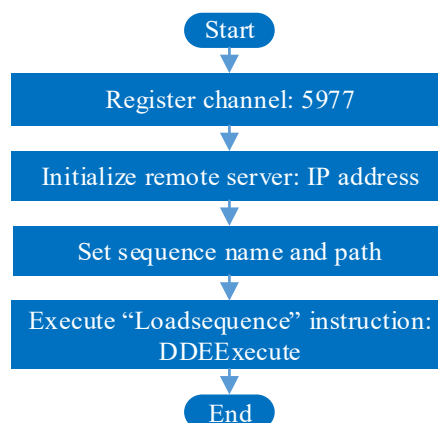 Start
Register channel: 5977
Initialize remote server: IP address
Set sequence name and path
Execute “Loadsequence” instruction:
DDEExecute
End